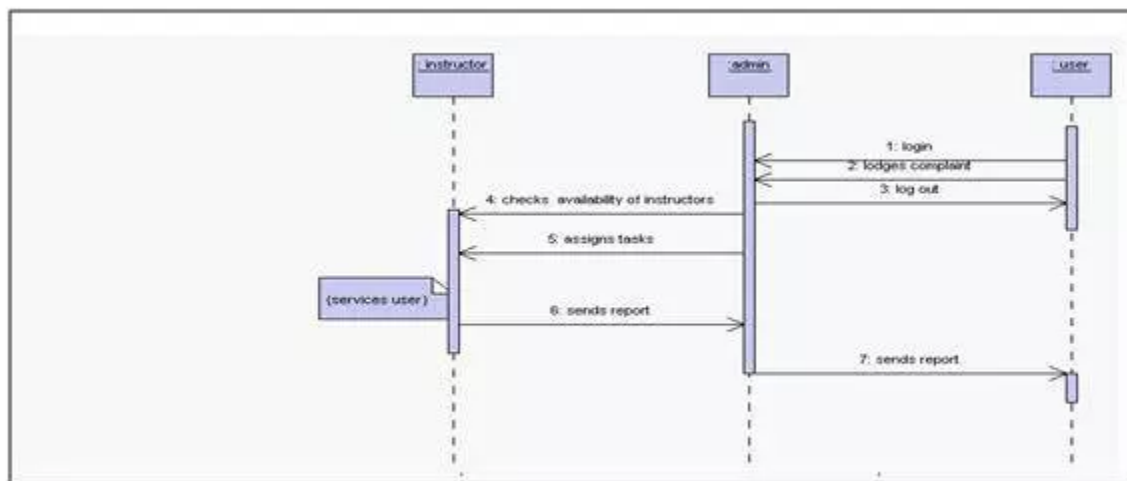 : instructor
: admin
: user
1: login
2: lodges complaint
3: log out
4: checks availability of instructors
5: assigns tasks
(services user)
6: sends report
7: sends report